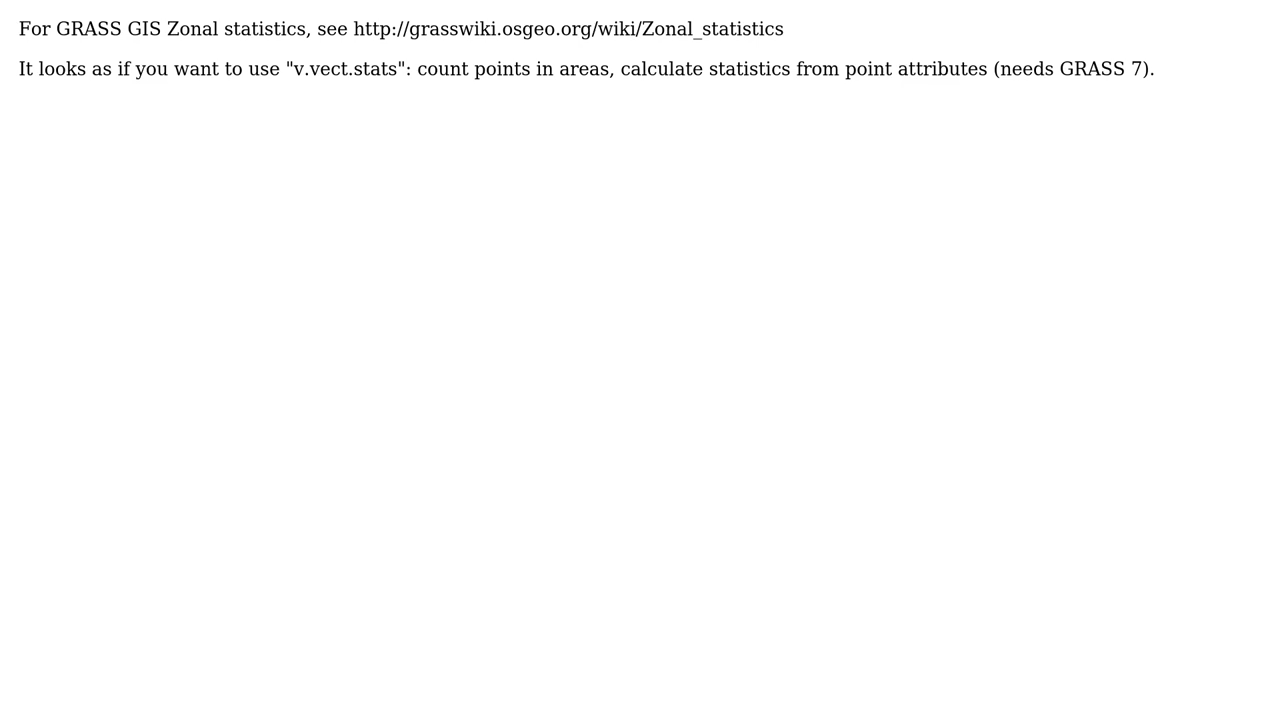 For GRASS GIS Zonal statistics, see http://grasswiki.osgeo.org/wiki/Zonal_statistics
It looks as if you want to use "v.vect.stats": count points in areas, calculate statistics from point attributes (needs GRASS 7).